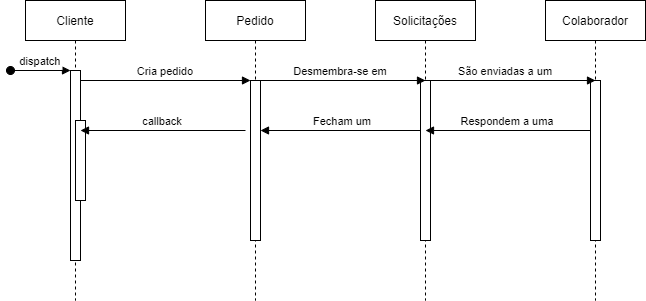 Cliente
Pedido
Solicitações
Colaborador
dispatch
Cria pedido
Desmembra-se em
São enviadas a um
callback
Fecham um
Respondem a uma